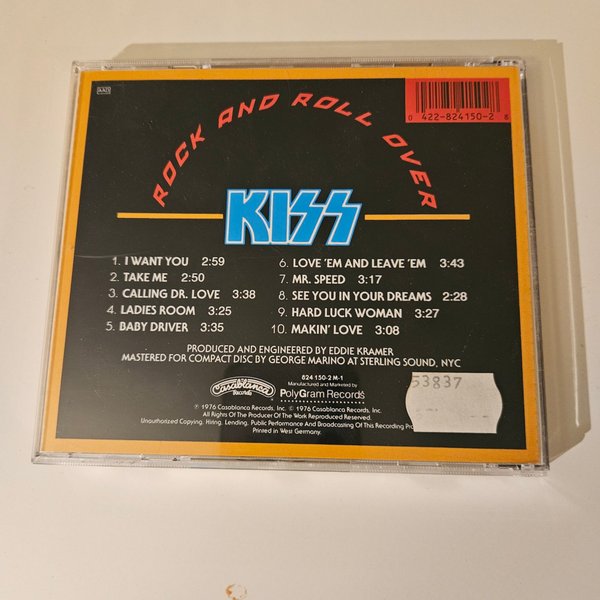 AAD
ROCK AND ROLL OVER
0 422-824150-2 8
KISS
1. I WANT YOU 2:59
2. TAKE ME 2:50
3. CALLING DR. LOVE 3:38
4. LADIES ROOM 3:25
5. BABY DRIVER 3:35
6. LOVE 'EM AND LEAVE 'EM 3:43
7. MR. SPEED 3:17
8. SEE YOU IN YOUR DREAMS 2:28
9. HARD LUCK WOMAN 3:27
10. MAKIN' LOVE 3:08
PRODUCED AND ENGINEERED BY EDDIE KRAMER
MASTERED FOR COMPACT DISC BY GEORGE MARINO AT STERLING SOUND, NYC
824 150-2 M-1
Casablanca
Records
Manufactured and Marketed by
PolyGram Records
53837
℗ 1976 Casablanca Records, Inc. © 1976 Casablanca Records, Inc.
All Rights Of The Producer Of The Work Reproduced Reserved.
Unauthorized Copying, Hiring, Lending, Public Performance And Broadcasting Of This Recording
Printed in West Germany.